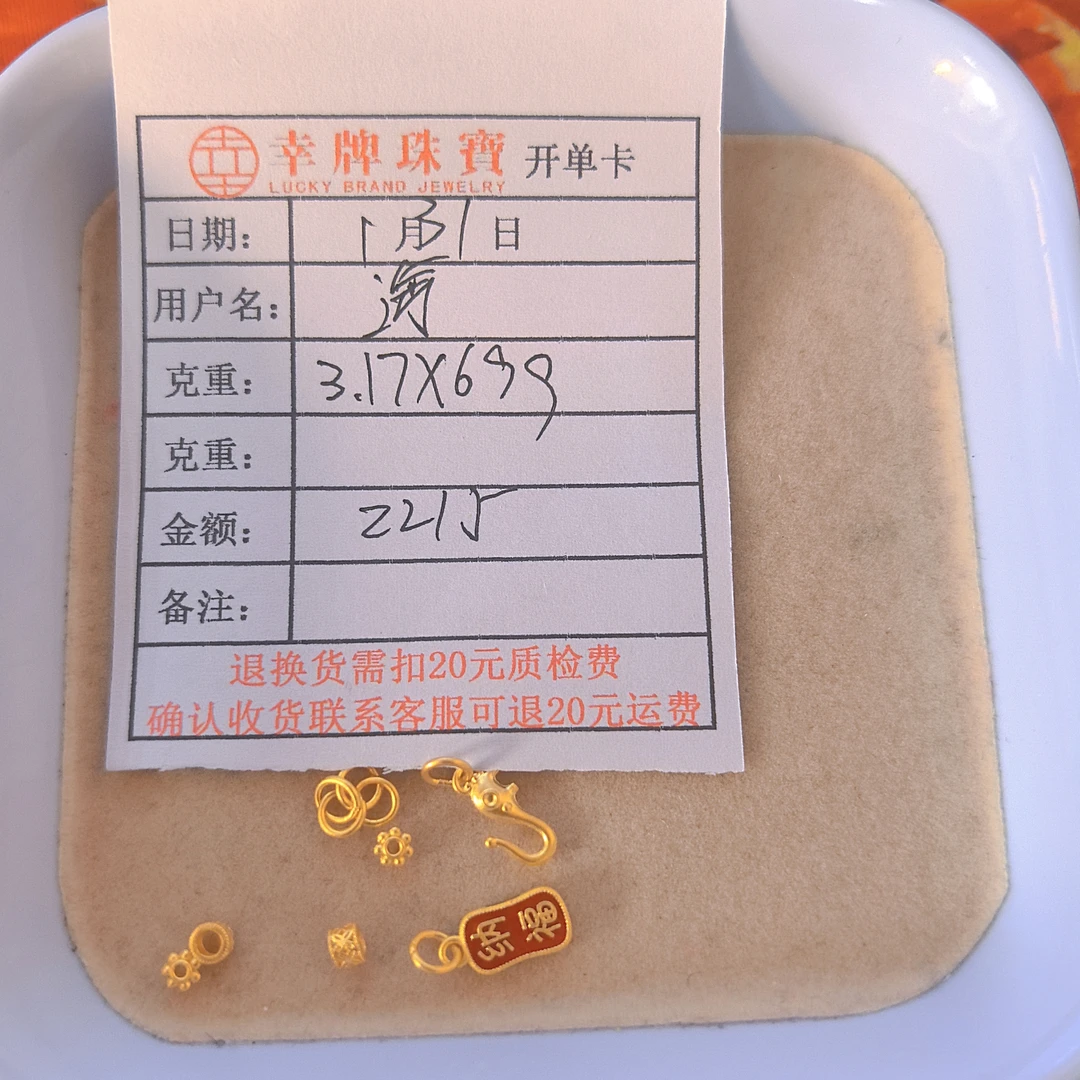 幸牌珠寶 开单卡
LUCKY BRAND JEWELRY
日期: 1月31日
用户名: 海
克重: 3.17X699
克重:
金额: 2215
备注:
退换货需扣20元质检费
确认收货联系客服可退20元运费
纳福